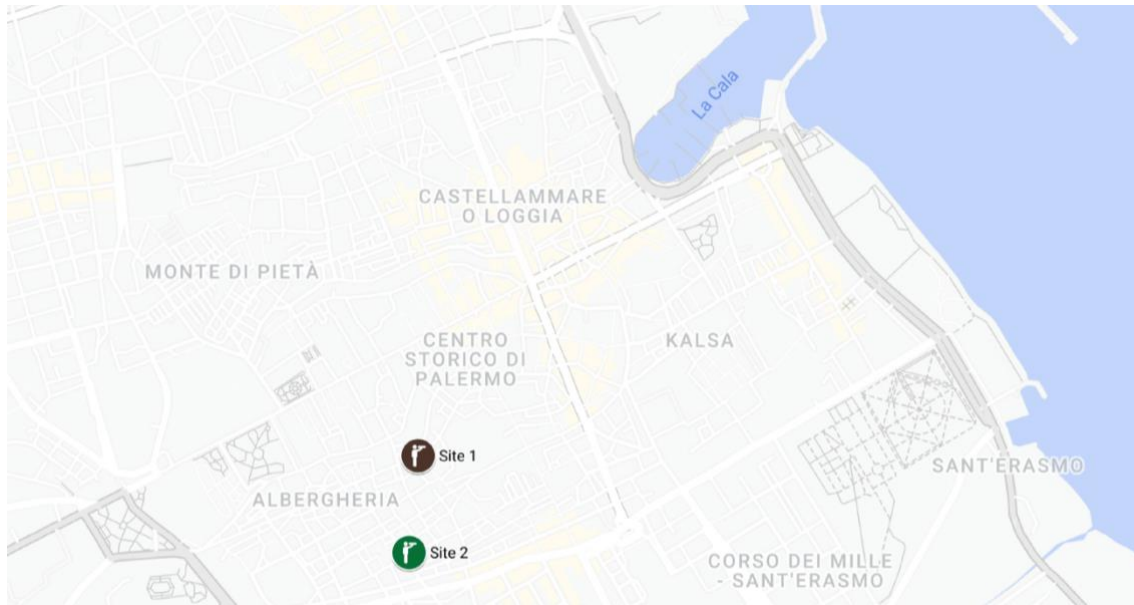 La Cala
CASTELLAMMARE
O LOGGIA
MONTE DI PIETÀ
CENTRO
STORICO DI
PALERMO
KALSA
Site 1
SANT'ERASMO
ALBERGHERIA
Site 2
CORSO DEI MILLE
- SANT'ERASMO